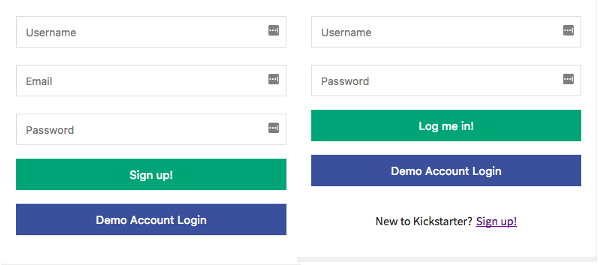 Username
Email
Password
Sign up!
Demo Account Login
Username
Password
Log me in!
Demo Account Login
New to Kickstarter? Sign up!